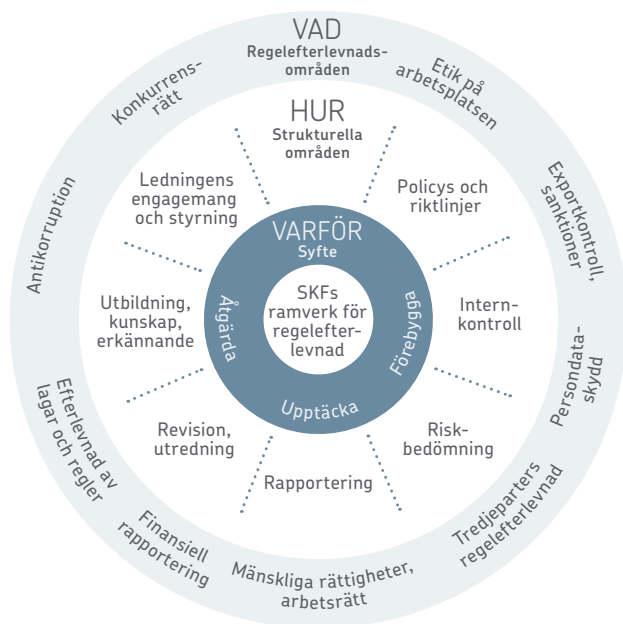 VAD
Regelefterlevnads-
områden
Etik på
arbetsplatsen
Exportkontroll,
sanktioner
Persondata-
skydd
Tredjeparters
regelefterlevnad
Mänskliga rättigheter,
arbetsrätt
Finansiell
rapportering
Efterlevnad av
lagar och regler
Antikorruption
Konkurrens-
rätt
HUR
Strukturella
områden
Policys och
riktlinjer
Intern-
kontroll
Risk-
bedömning
Rapportering
Revision,
utredning
Utbildning,
kunskap,
erkännande
Ledningens
engagemang
och styrning
VARFÖR
Syfte
Förebygga
Upptäcka
Åtgärda
SKFs
ramverk för
regelefter-
levnad